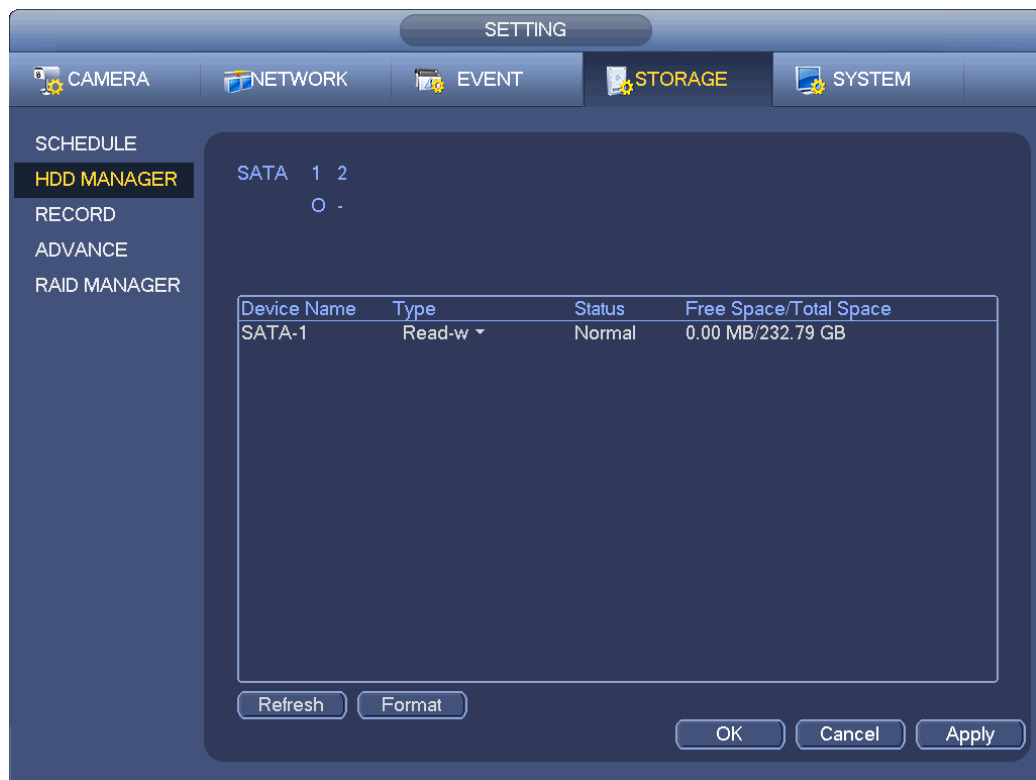 SETTING
CAMERA NETWORK EVENT STORAGE SYSTEM
SCHEDULE
HDD MANAGER
RECORD
ADVANCE
RAID MANAGER
SATA 1 2
O -
Device Name Type Status Free Space/Total Space
SATA-1 Read-w Normal 0.00 MB/232.79 GB
Refresh Format
OK Cancel Apply